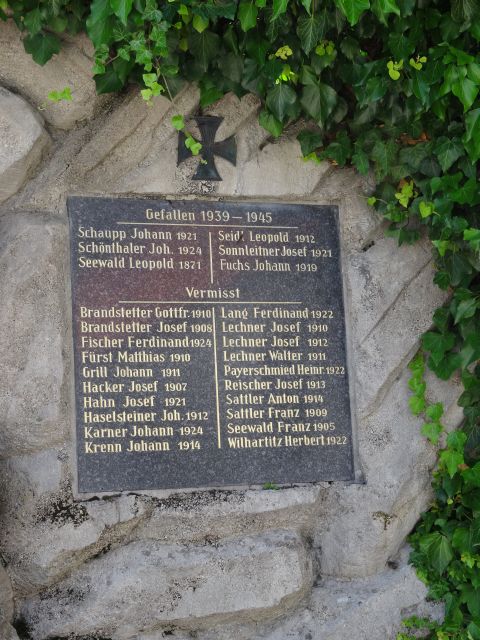 Gefallen 1939 – 1945
Schaupp Johann 1921
Schönthaler Joh. 1924
Seewald Leopold 1871
Seidl Leopold 1912
Sonnleitner Josef 1921
Fuchs Johann 1919
Vermisst
Brandstetter Gottfr. 1910
Brandstetter Josef 1908
Fischer Ferdinand 1924
Fürst Matthias 1910
Grill Johann 1911
Hacker Josef 1907
Hahn Josef 1921
Haselsteiner Joh. 1912
Karner Johann 1924
Krenn Johann 1914
Lang Ferdinand 1922
Lechner Josef 1910
Lechner Josef 1912
Lechner Walter 1911
Payerschmied Heinr. 1922
Reischer Josef 1913
Sattler Anton 1914
Sattler Franz 1909
Seewald Franz 1905
Wilhartitz Herbert 1922